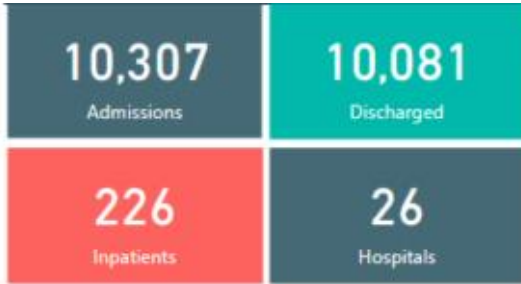 10,307 10,081
Admissions Discharged
226 26
Inpatients Hospitals